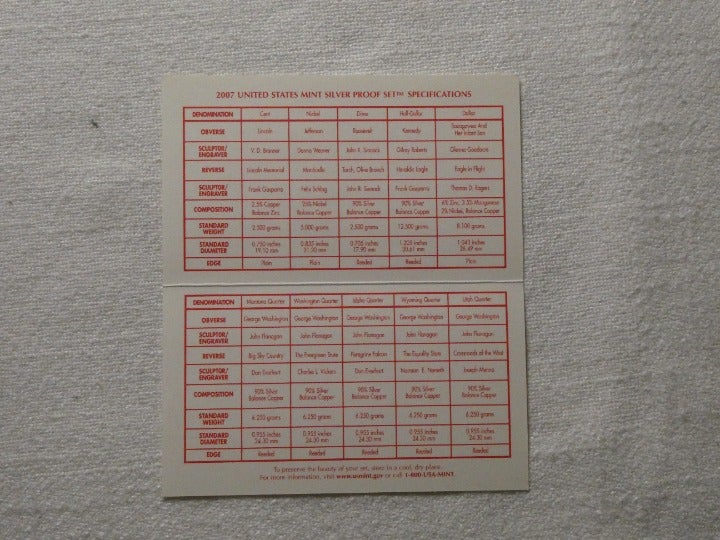 2007 UNITED STATES MINT SILVER PROOF SET™ SPECIFICATIONS
DENOMINATION Cent Nickel Dime Half-Dollar Dollar
OBVERSE Lincoln Jefferson Roosevelt Kennedy Sacagawea And Her Infant Son
SCULPTOR/ENGRAVER V. D. Brenner Donna Weaver John R. Sinnock Gilroy Roberts Glenna Goodacre
REVERSE Lincoln Memorial Monticello Torch, Olive Branch Heraldic Eagle Eagle in Flight
SCULPTOR/ENGRAVER Frank Gasparro Felix Schlag John R. Sinnock Frank Gasparro Thomas D. Rogers
COMPOSITION 2.5% Copper Balance Zinc 25% Nickel Balance Copper 90% Silver Balance Copper 90% Silver Balance Copper 6% Zinc, 3.5% Manganese 2% Nickel, Balance Copper
STANDARD WEIGHT 2.500 grams 5.000 grams 2.500 grams 12.500 grams 8.100 grams
STANDARD DIAMETER 0.750 inches 19.10 mm 0.835 inches 21.20 mm 0.705 inches 17.90 mm 1.205 inches 30.61 mm 1.043 inches 26.49 mm
EDGE Plain Plain Reeded Reeded Plain
DENOMINATION Montana Quarter Washington Quarter Idaho Quarter Wyoming Quarter Utah Quarter
OBVERSE George Washington George Washington George Washington George Washington George Washington
SCULPTOR/ENGRAVER John Flanagan John Flanagan John Flanagan John Flanagan John Flanagan
REVERSE Big Sky Country The Evergreen State Peregrine Falcon The Equality State Crossroads of the West
SCULPTOR/ENGRAVER Don Everhart Charles L. Vickers Don Everhart Norman E. Nemeth Joseph Menna
COMPOSITION 90% Silver Balance Copper 90% Silver Balance Copper 90% Silver Balance Copper 90% Silver Balance Copper 90% Silver Balance Copper
STANDARD WEIGHT 6.250 grams 6.250 grams 6.250 grams 6.250 grams 6.250 grams
STANDARD DIAMETER 0.955 inches 24.30 mm 0.955 inches 24.30 mm 0.955 inches 24.30 mm 0.955 inches 24.30 mm 0.955 inches 24.30 mm
EDGE Reeded Reeded Reeded Reeded Reeded
To preserve the beauty of your set, store in a cool, dry place.
For more information, visit www.usmint.gov or call 1-800-USA-MINT.